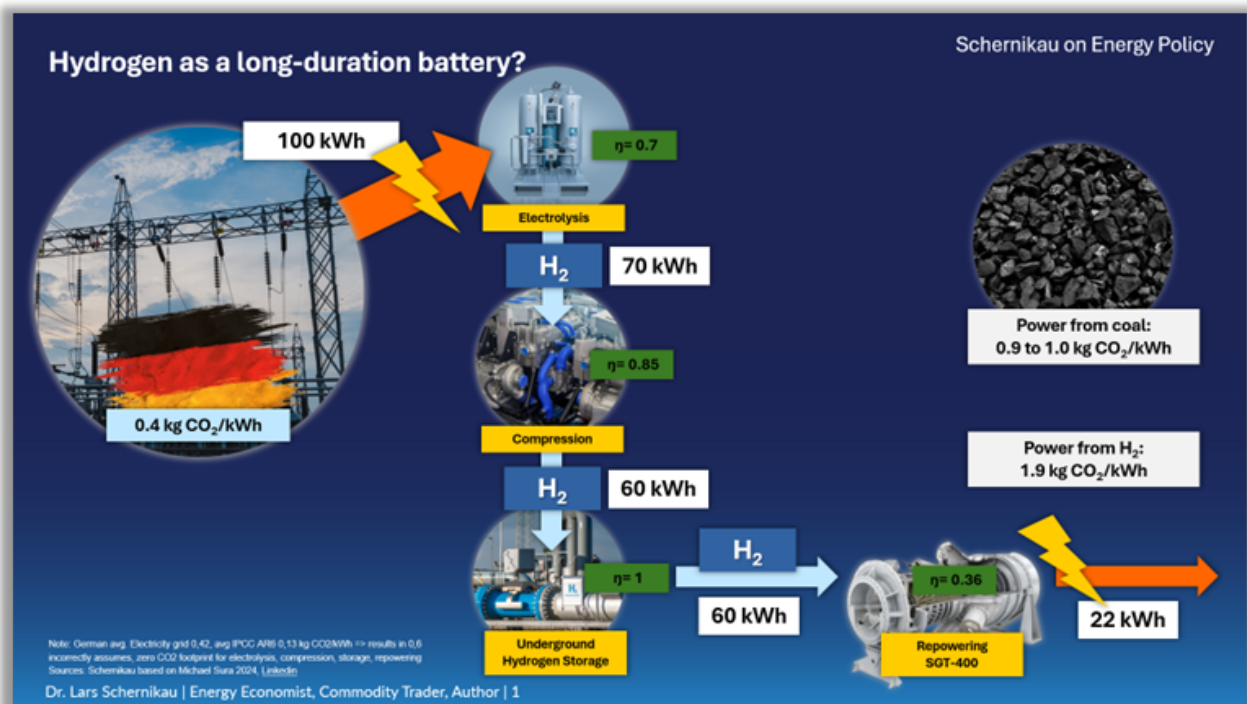 Schernikau on Energy Policy
Hydrogen as a long-duration battery?
100 kWh
ŋ= 0.7
Electrolysis
H₂
70 kWh
0.4 kg CO₂/kWh
ŋ= 0.85
Compression
H₂
60 kWh
ŋ= 1
Underground
Hydrogen Storage
H₂
60 kWh
ŋ= 0.36
Repowering
SGT-400
22 kWh
Power from coal:
0.9 to 1.0 kg CO₂/kWh
Power from H₂:
1.9 kg CO₂/kWh
Note: German avg. Electricity grid 0,42, avg IPCC AR6 0,13 kg CO2/kWh => results in 0,6
incorrectly assumes, zero CO2 footprint for electrolysis, compression, storage, repowering
Sources: Schernikau based on Michael Sura 2024, Linkedin
Dr. Lars Schernikau | Energy Economist, Commodity Trader, Author | 1